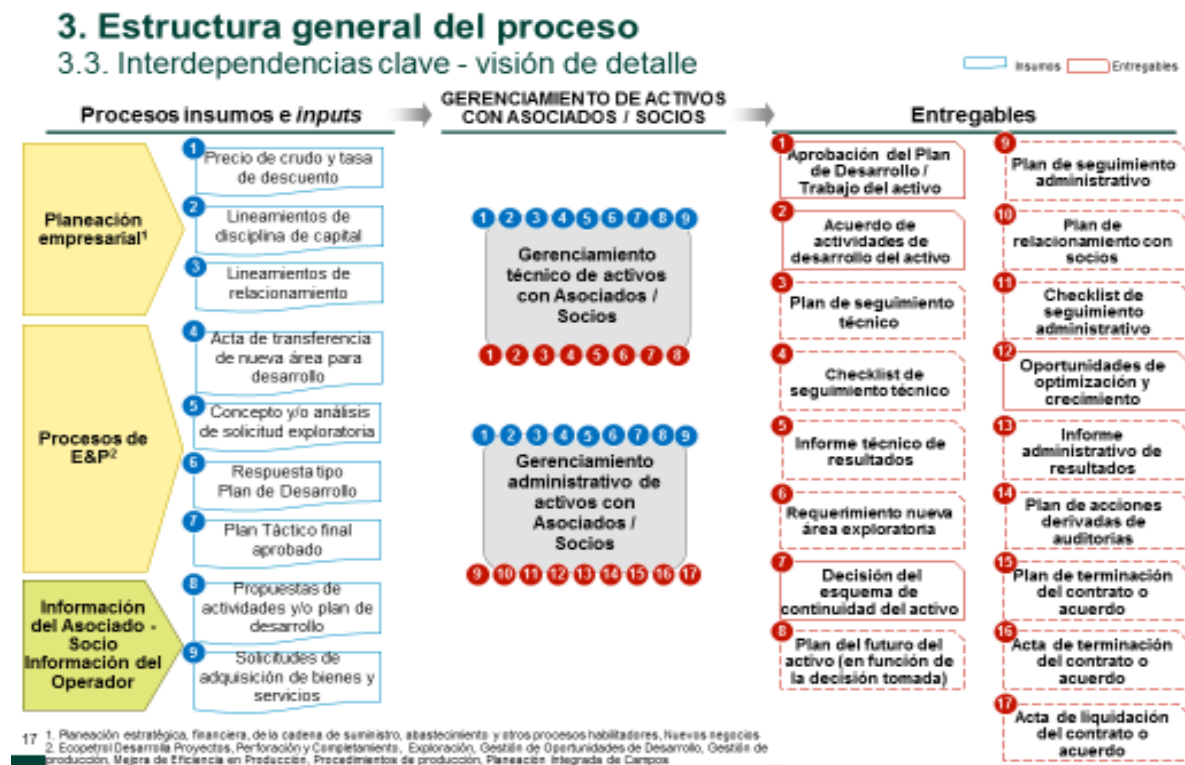 3. Estructura general del proceso
3.3. Interdependencias clave - visión de detalle
Insumos
Entregables
Procesos insumos e inputs
GERENCIAMIENTO DE ACTIVOS
CON ASOCIADOS / SOCIOS
Entregables
Planeación
empresarial¹
1
Precio de crudo y tasa
de descuento
2
Lineamientos de
disciplina de capital
3
Lineamientos de
relacionamiento
Procesos de
E&P²
4
Acta de transferencia
de nueva área para
desarrollo
5
Concepto y/o análisis
de solicitud exploratoria
6
Respuesta tipo
Plan de Desarrollo
7
Plan Táctico final
aprobado
Información
del Asociado -
Socio
Información del
Operador
8
Propuestas de
actividades y/o plan de
desarrollo
9
Solicitudes de
adquisición de bienes y
servicios
1 2 3 4 5 6 7 8 9
Gerenciamiento
técnico de activos
con Asociados /
Socios
1 2 3 4 5 6 7 8
1 2 3 4 5 6 7 8 9
Gerenciamiento
administrativo de
activos con
Asociados /
Socios
9 10 11 12 13 14 15 16 17
1
Aprobación del Plan
de Desarrollo /
Trabajo del activo
2
Acuerdo de
actividades de
desarrollo del activo
3
Plan de seguimiento
técnico
4
Checklist de
seguimiento técnico
5
Informe técnico de
resultados
6
Requerimiento nueva
área exploratoria
7
Decisión del
esquema de
continuidad del activo
8
Plan del futuro del
activo (en función de
la decisión tomada)
9
Plan de seguimiento
administrativo
10
Plan de
relacionamiento con
socios
11
Checklist de
seguimiento
administrativo
12
Oportunidades de
optimización y
crecimiento
13
Informe
administrativo de
resultados
14
Plan de acciones
derivadas de
auditorias
15
Plan de terminación
del contrato o
acuerdo
16
Acta de terminación
del contrato o
acuerdo
17
Acta de liquidación
del contrato o
acuerdo
17
1. Planeación estratégica, financiera, de la cadena de suministro, abastecimiento y otros procesos habilitadores, Nuevos negocios
2. Ecopetrol Desarrolla Proyectos, Perforación y Completamiento, Exploración, Gestión de Oportunidades de Desarrollo, Gestión de
producción, Mejora de Eficiencia en Producción, Procedimientos de producción, Planeación Integrada de Campos